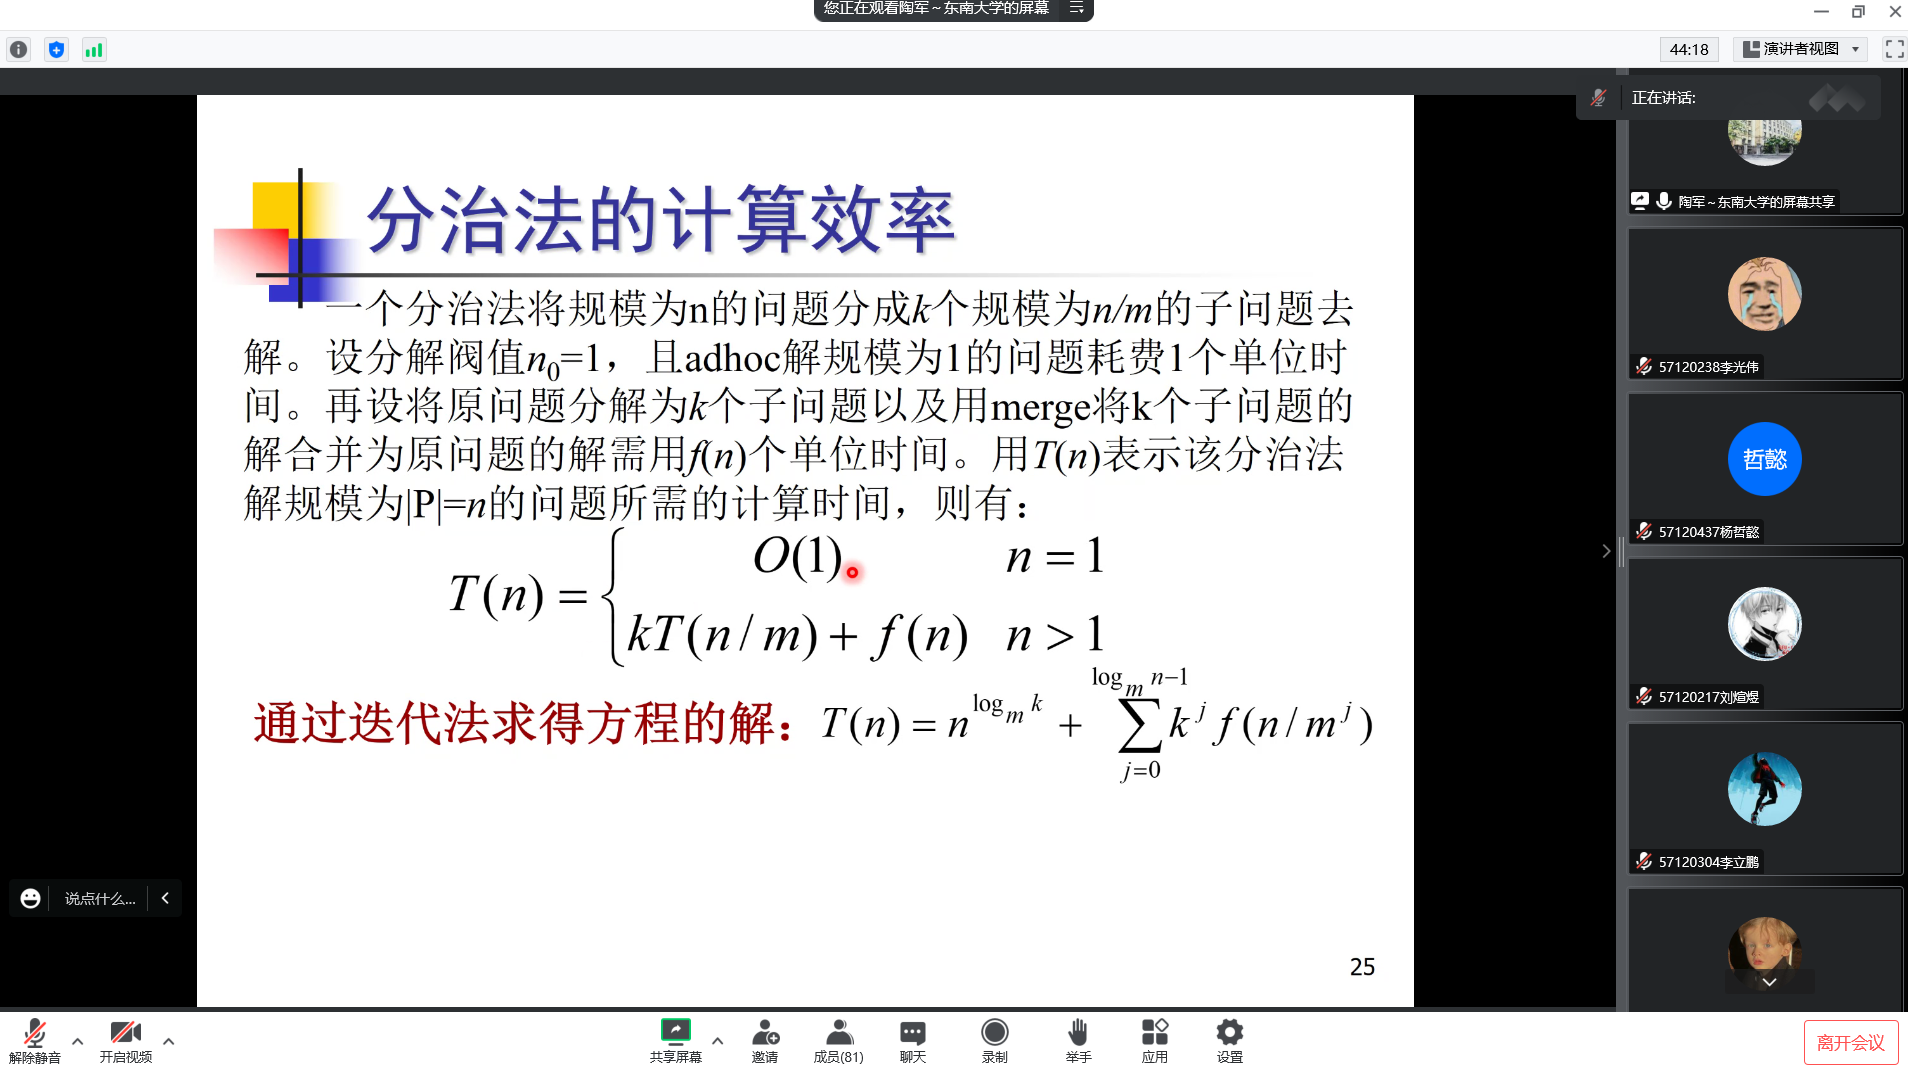 您正在观看陶军～东南大学的屏幕
44:18
演讲者视图
正在讲话:
陶军～东南大学的屏幕共享
57120238李光伟
哲懿
57120437杨哲懿
57120217刘煊煜
57120304李立鹏
分治法的计算效率
一个分治法将规模为n的问题分成k个规模为n/m的子问题去
解。设分解阀值n₀=1，且adhoc解规模为1的问题耗费1个单位时
间。再设将原问题分解为k个子问题以及用merge将k个子问题的
解合并为原问题的解需用f(n)个单位时间。用T(n)表示该分治法
解规模为|P|=n的问题所需的计算时间，则有：
T(n) = { O(1) n = 1
kT(n/m) + f(n) n > 1
通过迭代法求得方程的解：T(n) = n^{log_m k} + \sum_{j=0}^{log_m n−1} k^j f(n/m^j)
25
说点什么...
解除静音
开启视频
共享屏幕
邀请
成员(81)
聊天
录制
举手
应用
设置
离开会议